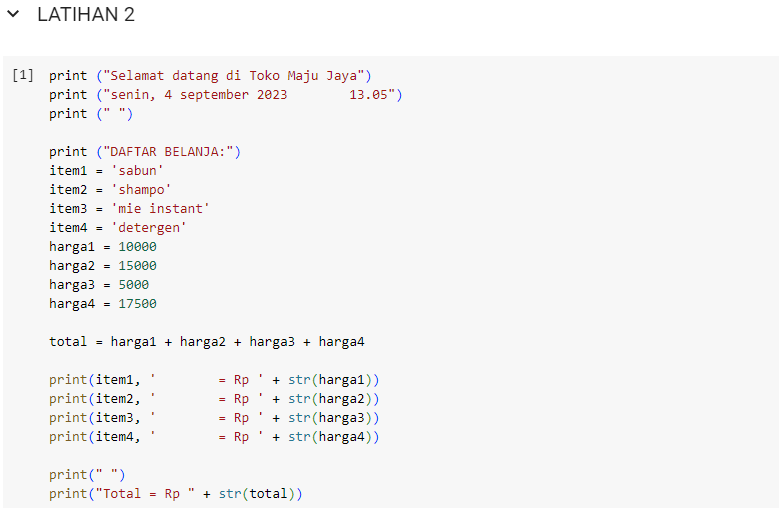 LATIHAN 2
[1] print ("Selamat datang di Toko Maju Jaya")
print ("senin, 4 september 2023        13.05")
print (" ")
print ("DAFTAR BELANJA:")
item1 = 'sabun'
item2 = 'shampo'
item3 = 'mie instant'
item4 = 'detergen'
harga1 = 10000
harga2 = 15000
harga3 = 5000
harga4 = 17500
total = harga1 + harga2 + harga3 + harga4
print(item1, '        = Rp ' + str(harga1))
print(item2, '        = Rp ' + str(harga2))
print(item3, '        = Rp ' + str(harga3))
print(item4, '        = Rp ' + str(harga4))
print(" ")
print("Total = Rp " + str(total))